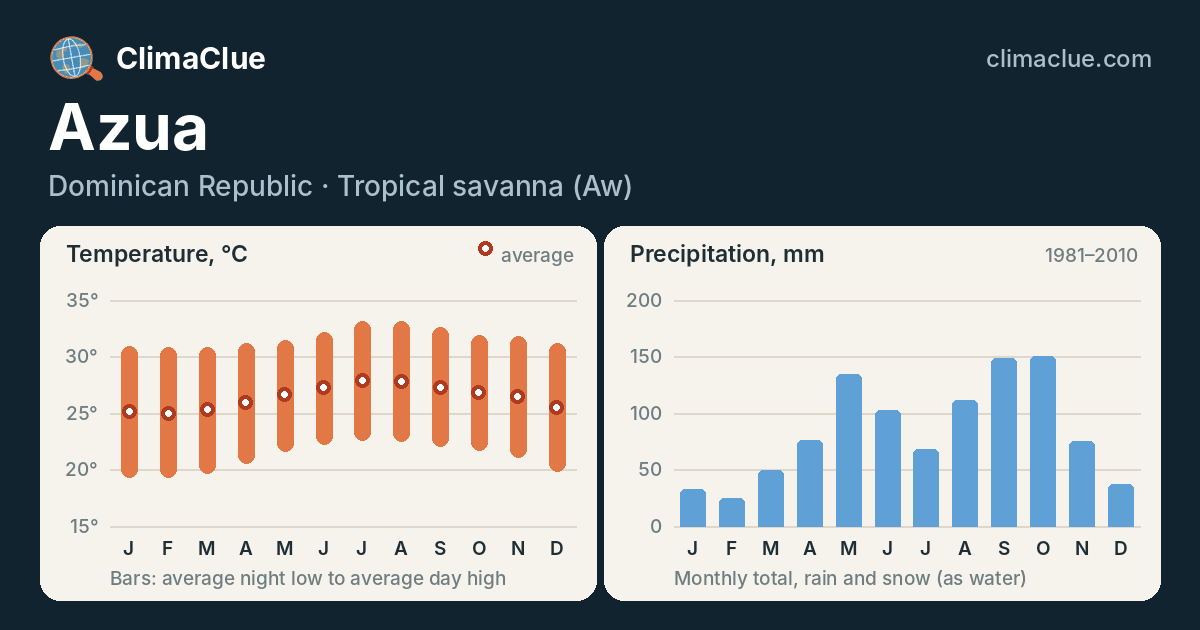 ClimaClue
climaclue.com
Azua
Dominican Republic · Tropical savanna (Aw)
Temperature, °C
average
35°
30°
25°
20°
15°
J F M A M J J A S O N D
Bars: average night low to average day high
Precipitation, mm
1981–2010
200
150
100
50
0
J F M A M J J A S O N D
Monthly total, rain and snow (as water)